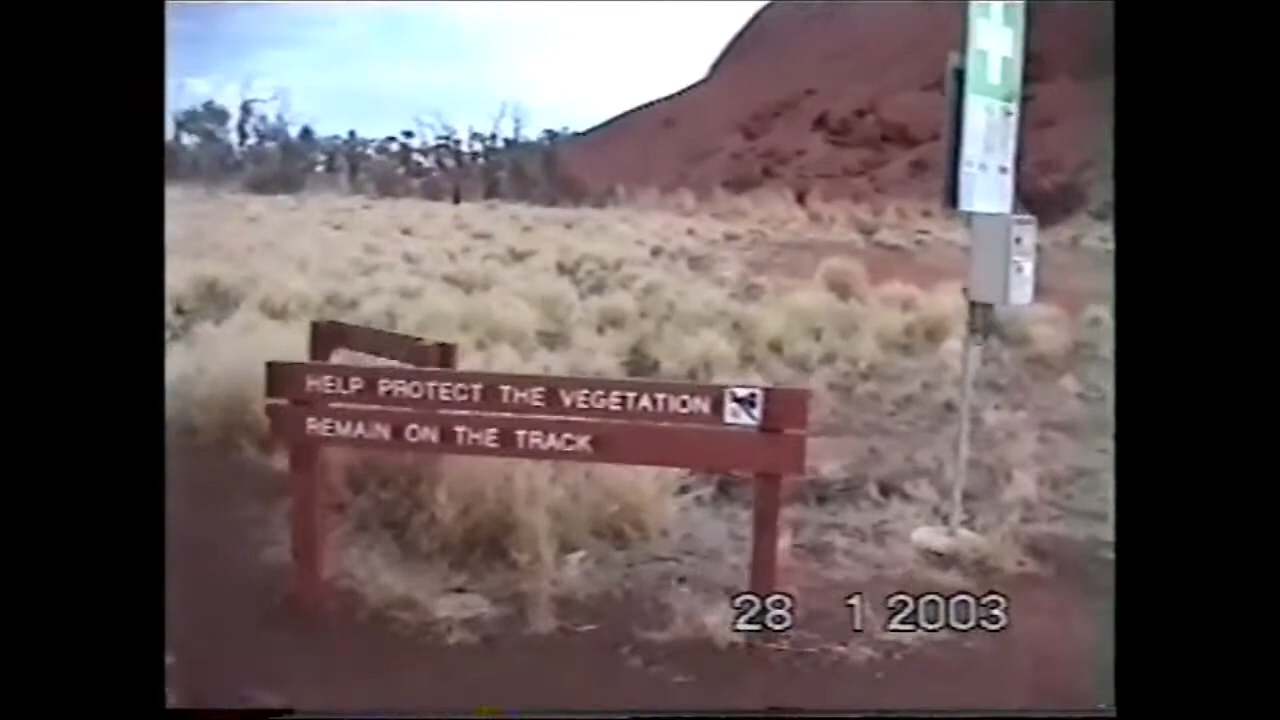 HELP PROTECT THE VEGETATION
REMAIN ON THE TRACK
28 1 2003